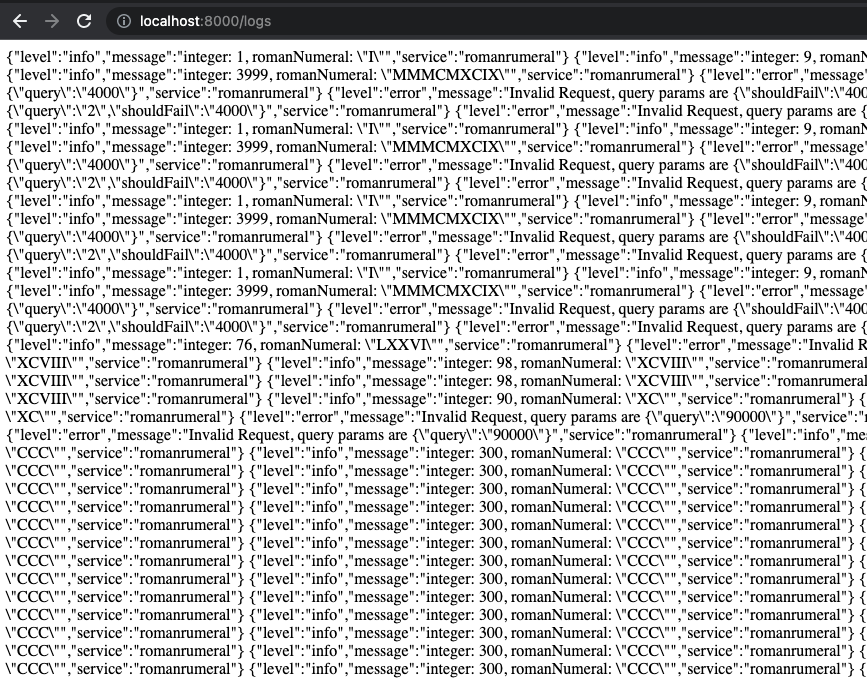 localhost:8000/logs
{"level":"info","message":"integer: 1, romanNumeral: \"I\"","service":"romanrumeral"} {"level":"info","message":"integer: 9, romanN
{"level":"info","message":"integer: 3999, romanNumeral: \"MMMCMXCIX\"","service":"romanrumeral"} {"level":"error","message
{\"query\":\"4000\"}","service":"romanrumeral"} {"level":"error","message":"Invalid Request, query params are {\"shouldFail\":\"400
{\"query\":\"2\",\"shouldFail\":\"4000\"}","service":"romanrumeral"} {"level":"error","message":"Invalid Request, query params are {
{"level":"info","message":"integer: 1, romanNumeral: \"I\"","service":"romanrumeral"} {"level":"info","message":"integer: 9, romanN
{"level":"info","message":"integer: 3999, romanNumeral: \"MMMCMXCIX\"","service":"romanrumeral"} {"level":"error","message
{\"query\":\"4000\"}","service":"romanrumeral"} {"level":"error","message":"Invalid Request, query params are {\"shouldFail\":\"400
{\"query\":\"2\",\"shouldFail\":\"4000\"}","service":"romanrumeral"} {"level":"error","message":"Invalid Request, query params are {
{"level":"info","message":"integer: 1, romanNumeral: \"I\"","service":"romanrumeral"} {"level":"info","message":"integer: 9, romanN
{"level":"info","message":"integer: 3999, romanNumeral: \"MMMCMXCIX\"","service":"romanrumeral"} {"level":"error","message
{\"query\":\"4000\"}","service":"romanrumeral"} {"level":"error","message":"Invalid Request, query params are {\"shouldFail\":\"400
{\"query\":\"2\",\"shouldFail\":\"4000\"}","service":"romanrumeral"} {"level":"error","message":"Invalid Request, query params are {
{"level":"info","message":"integer: 1, romanNumeral: \"I\"","service":"romanrumeral"} {"level":"info","message":"integer: 9, romanN
{"level":"info","message":"integer: 3999, romanNumeral: \"MMMCMXCIX\"","service":"romanrumeral"} {"level":"error","message
{\"query\":\"4000\"}","service":"romanrumeral"} {"level":"error","message":"Invalid Request, query params are {\"shouldFail\":\"400
{\"query\":\"2\",\"shouldFail\":\"4000\"}","service":"romanrumeral"} {"level":"error","message":"Invalid Request, query params are {
{"level":"info","message":"integer: 76, romanNumeral: \"LXXVI\"","service":"romanrumeral"} {"level":"error","message":"Invalid R
\"XCVIII\"","service":"romanrumeral"} {"level":"info","message":"integer: 98, romanNumeral: \"XCVIII\"","service":"romanrumeral
\"XCVIII\"","service":"romanrumeral"} {"level":"info","message":"integer: 98, romanNumeral: \"XCVIII\"","service":"romanrumeral
\"XCVIII\"","service":"romanrumeral"} {"level":"info","message":"integer: 90, romanNumeral: \"XC\"","service":"romanrumeral"} {
\"XC\"","service":"romanrumeral"} {"level":"error","message":"Invalid Request, query params are {\"query\":\"90000\"}","service":"r
{"level":"error","message":"Invalid Request, query params are {\"query\":\"90000\"}","service":"romanrumeral"} {"level":"info","me
\"CCC\"","service":"romanrumeral"} {"level":"info","message":"integer: 300, romanNumeral: \"CCC\"","service":"romanrumeral"} {
\"CCC\"","service":"romanrumeral"} {"level":"info","message":"integer: 300, romanNumeral: \"CCC\"","service":"romanrumeral"} {
\"CCC\"","service":"romanrumeral"} {"level":"info","message":"integer: 300, romanNumeral: \"CCC\"","service":"romanrumeral"} {
\"CCC\"","service":"romanrumeral"} {"level":"info","message":"integer: 300, romanNumeral: \"CCC\"","service":"romanrumeral"} {
\"CCC\"","service":"romanrumeral"} {"level":"info","message":"integer: 300, romanNumeral: \"CCC\"","service":"romanrumeral"} {
\"CCC\"","service":"romanrumeral"} {"level":"info","message":"integer: 300, romanNumeral: \"CCC\"","service":"romanrumeral"} {
\"CCC\"","service":"romanrumeral"} {"level":"info","message":"integer: 300, romanNumeral: \"CCC\"","service":"romanrumeral"} {
\"CCC\"","service":"romanrumeral"} {"level":"info","message":"integer: 300, romanNumeral: \"CCC\"","service":"romanrumeral"} {
\"CCC\"","service":"romanrumeral"} {"level":"info","message":"integer: 300, romanNumeral: \"CCC\"","service":"romanrumeral"} {
\"CCC\"","service":"romanrumeral"} {"level":"info","message":"integer: 300, romanNumeral: \"CCC\"","service":"romanrumeral"} {
\"CCC\"","service":"romanrumeral"} {"level":"info","message":"integer: 300, romanNumeral: \"CCC\"","service":"romanrumeral"} {
\"CCC\"","service":"romanrumeral"} {"level":"info","message":"integer: 300, romanNumeral: \"CCC\"","service":"romanrumeral"} {